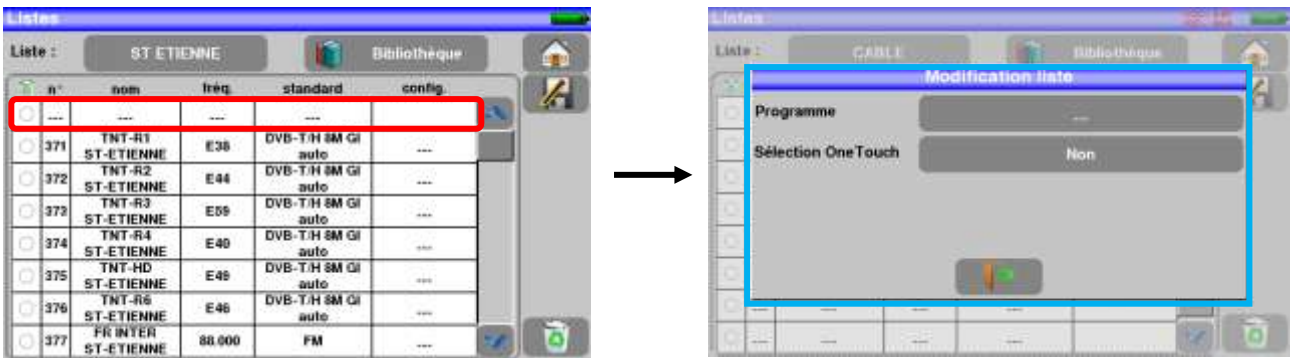 Listes
Liste : ST ETIENNE Bibliothèque
n° nom fréq. standard config.
--- --- --- ---
371 TNT-R1 ST-ETIENNE E38 DVB-T/H 8M GI auto ---
372 TNT-R2 ST-ETIENNE E44 DVB-T/H 8M GI auto ---
373 TNT-R3 ST-ETIENNE E59 DVB-T/H 8M GI auto ---
374 TNT-R4 ST-ETIENNE E40 DVB-T/H 8M GI auto ---
375 TNT-HD ST-ETIENNE E49 DVB-T/H 8M GI auto ---
376 TNT-R6 ST-ETIENNE E46 DVB-T/H 8M GI auto ---
377 FR INTER ST-ETIENNE 88.000 FM ---
Listes
Liste : CABLE Bibliothèque
Modification liste
Programme ---
Sélection OneTouch Non
--- --- --- --- ---
--- --- --- --- ---